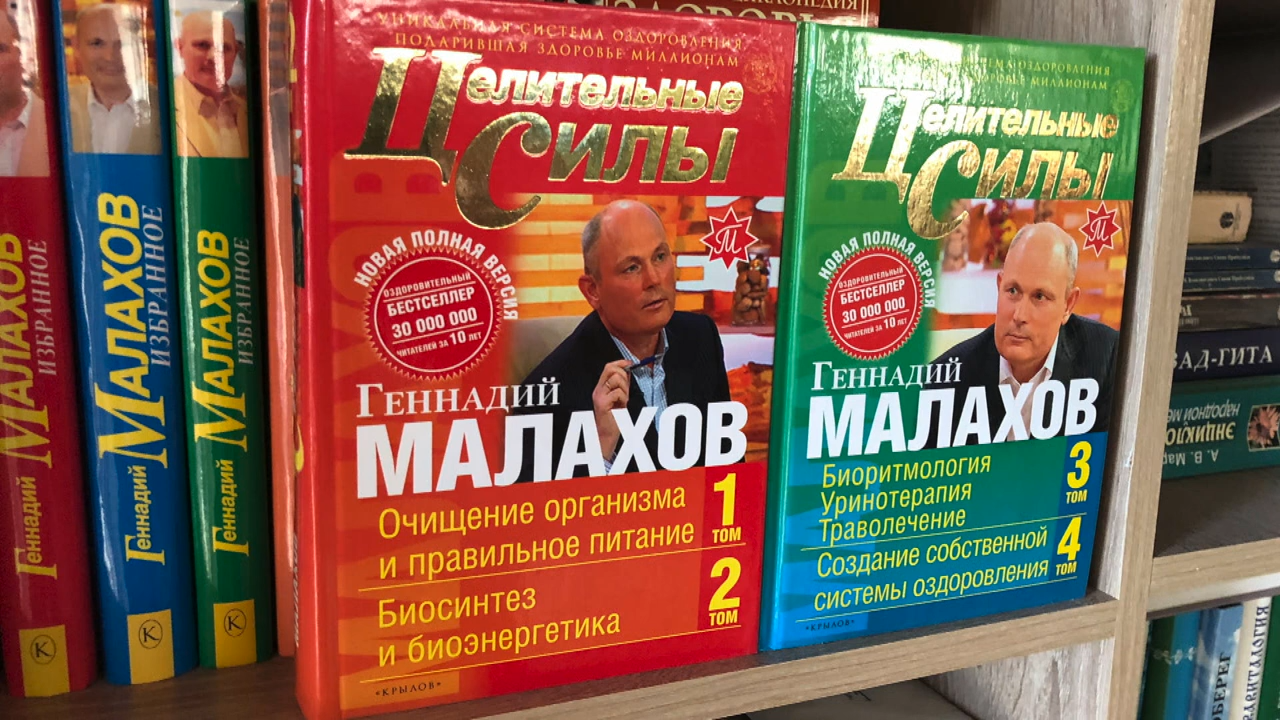 МАЛАХОВ
ИЗБРАННОЕ
Геннадий
К
МАЛАХОВ
ИЗБРАННОЕ
Геннадий
К
МАЛАХОВ
ИЗБРАННОЕ
Геннадий
К
УНИКАЛЬНАЯ СИСТЕМА ОЗДОРОВЛЕНИЯ,
ПОДАРИВШАЯ ЗДОРОВЬЕ МИЛЛИОНАМ
Целительные
Силы
НОВАЯ ПОЛНАЯ ВЕРСИЯ
ОЗДОРОВИТЕЛЬНЫЙ
БЕСТСЕЛЛЕР
30 000 000
ЧИТАТЕЛЕЙ ЗА 10 ЛЕТ
М
ГЕННАДИЙ
МАЛАХОВ
Очищение организма
и правильное питание
1
ТОМ
Биосинтез
и биоэнергетика
2
ТОМ
«КРЫЛОВ»
ОЗДОРОВЛЕНИЯ
ЗДОРОВЬЕ МИЛЛИОНАМ
Целительные
Силы
НОВАЯ ПОЛНАЯ ВЕРСИЯ
ОЗДОРОВИТЕЛЬНЫЙ
БЕСТСЕЛЛЕР
30 000 000
ЧИТАТЕЛЕЙ ЗА 10 ЛЕТ
М
ГЕННАДИЙ
МАЛАХОВ
Биоритмология
Уринотерапия
Траволечение
3
ТОМ
Создание собственной
системы оздоровления
4
ТОМ
«КРЫЛОВ»
А. В.
народной